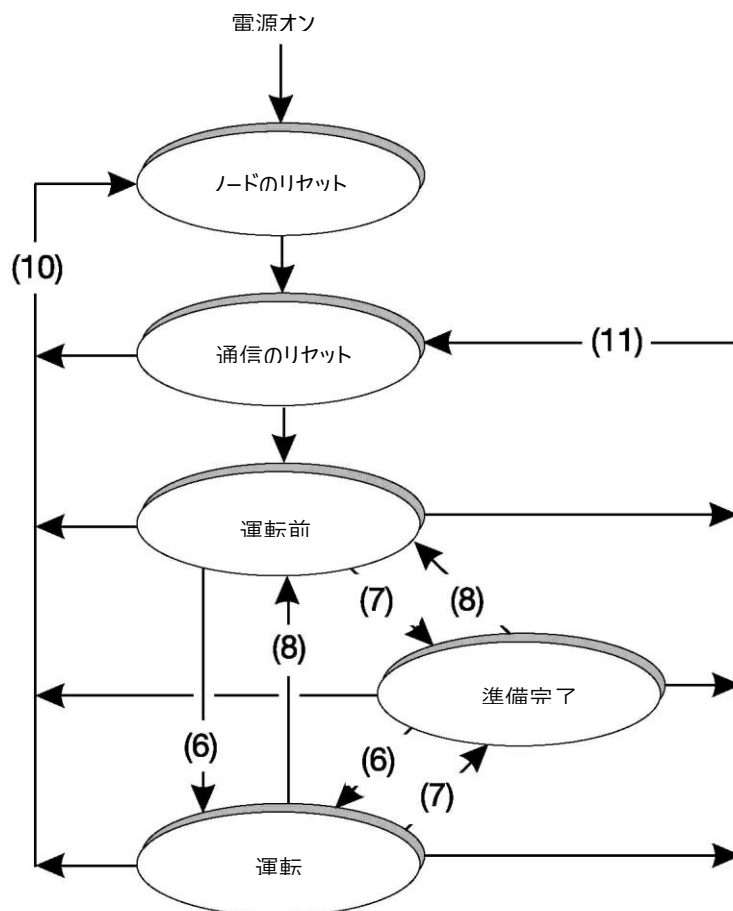 電源オン
ノードのリセット
(10)
通信のリセット
(11)
運転前
(7)
(8)
(8)
準備完了
(6)
(6)
(7)
運転